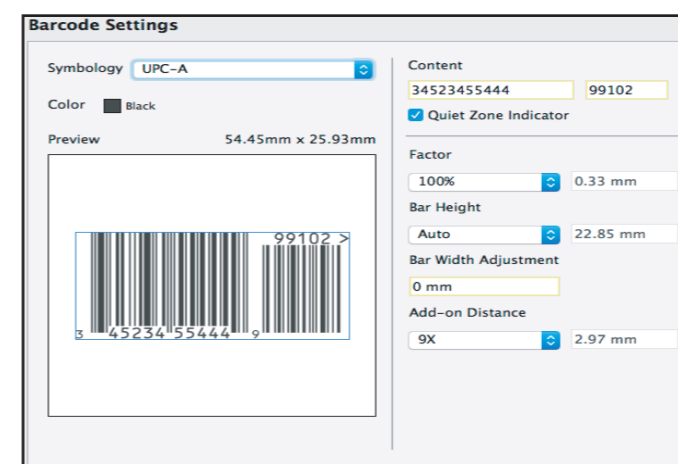 Barcode Settings
Symbology UPC-A
Color Black
Preview 54.45mm x 25.93mm
99102 >
3 45234 55444 9
Content
34523455444 99102
Quiet Zone Indicator
Factor
100% 0.33 mm
Bar Height
Auto 22.85 mm
Bar Width Adjustment
0 mm
Add-on Distance
9X 2.97 mm